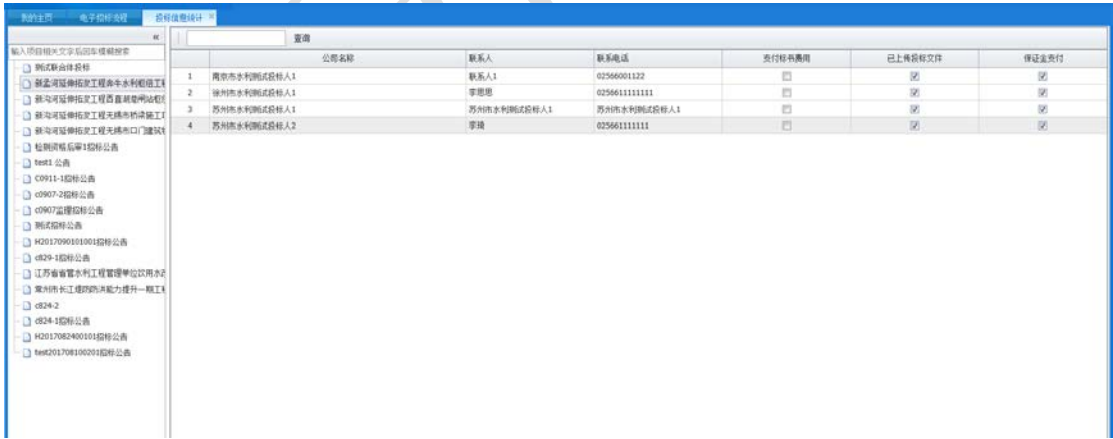 我的主页 电子招标流程 投标信息统计
« 查询
输入项目相关文字后回车模糊搜索
公司名称 联系人 联系电话 支付标书费用 已上传投标文件 保证金支付
测试联合体投标
1 南京市水利测试投标人1 联系人1 02566001122
新孟河延伸拓浚工程奔牛水利枢纽工程
2 徐州市水利测试投标人1 李思思 0256611111111
新沟河延伸拓浚工程西直湖港闸站枢纽
3 苏州市水利测试投标人1 苏州市水利测试投标人1 苏州市水利测试投标人1
新沟河延伸拓浚工程无锡市桥梁施工
4 苏州市水利测试投标人2 李琦 025661111111
新沟河延伸拓浚工程无锡市口门建筑
检测资格后审1招标公告
test1 公告
C0911-1招标公告
c0907-2招标公告
c0907监理招标公告
测试招标公告
H2017090101001招标公告
c829-1招标公告
江苏省省管水利工程管理单位饮用水
常州市长江堤防防洪能力提升一期工
c824-2
c824-1招标公告
H2017082400101招标公告
test201708100201招标公告